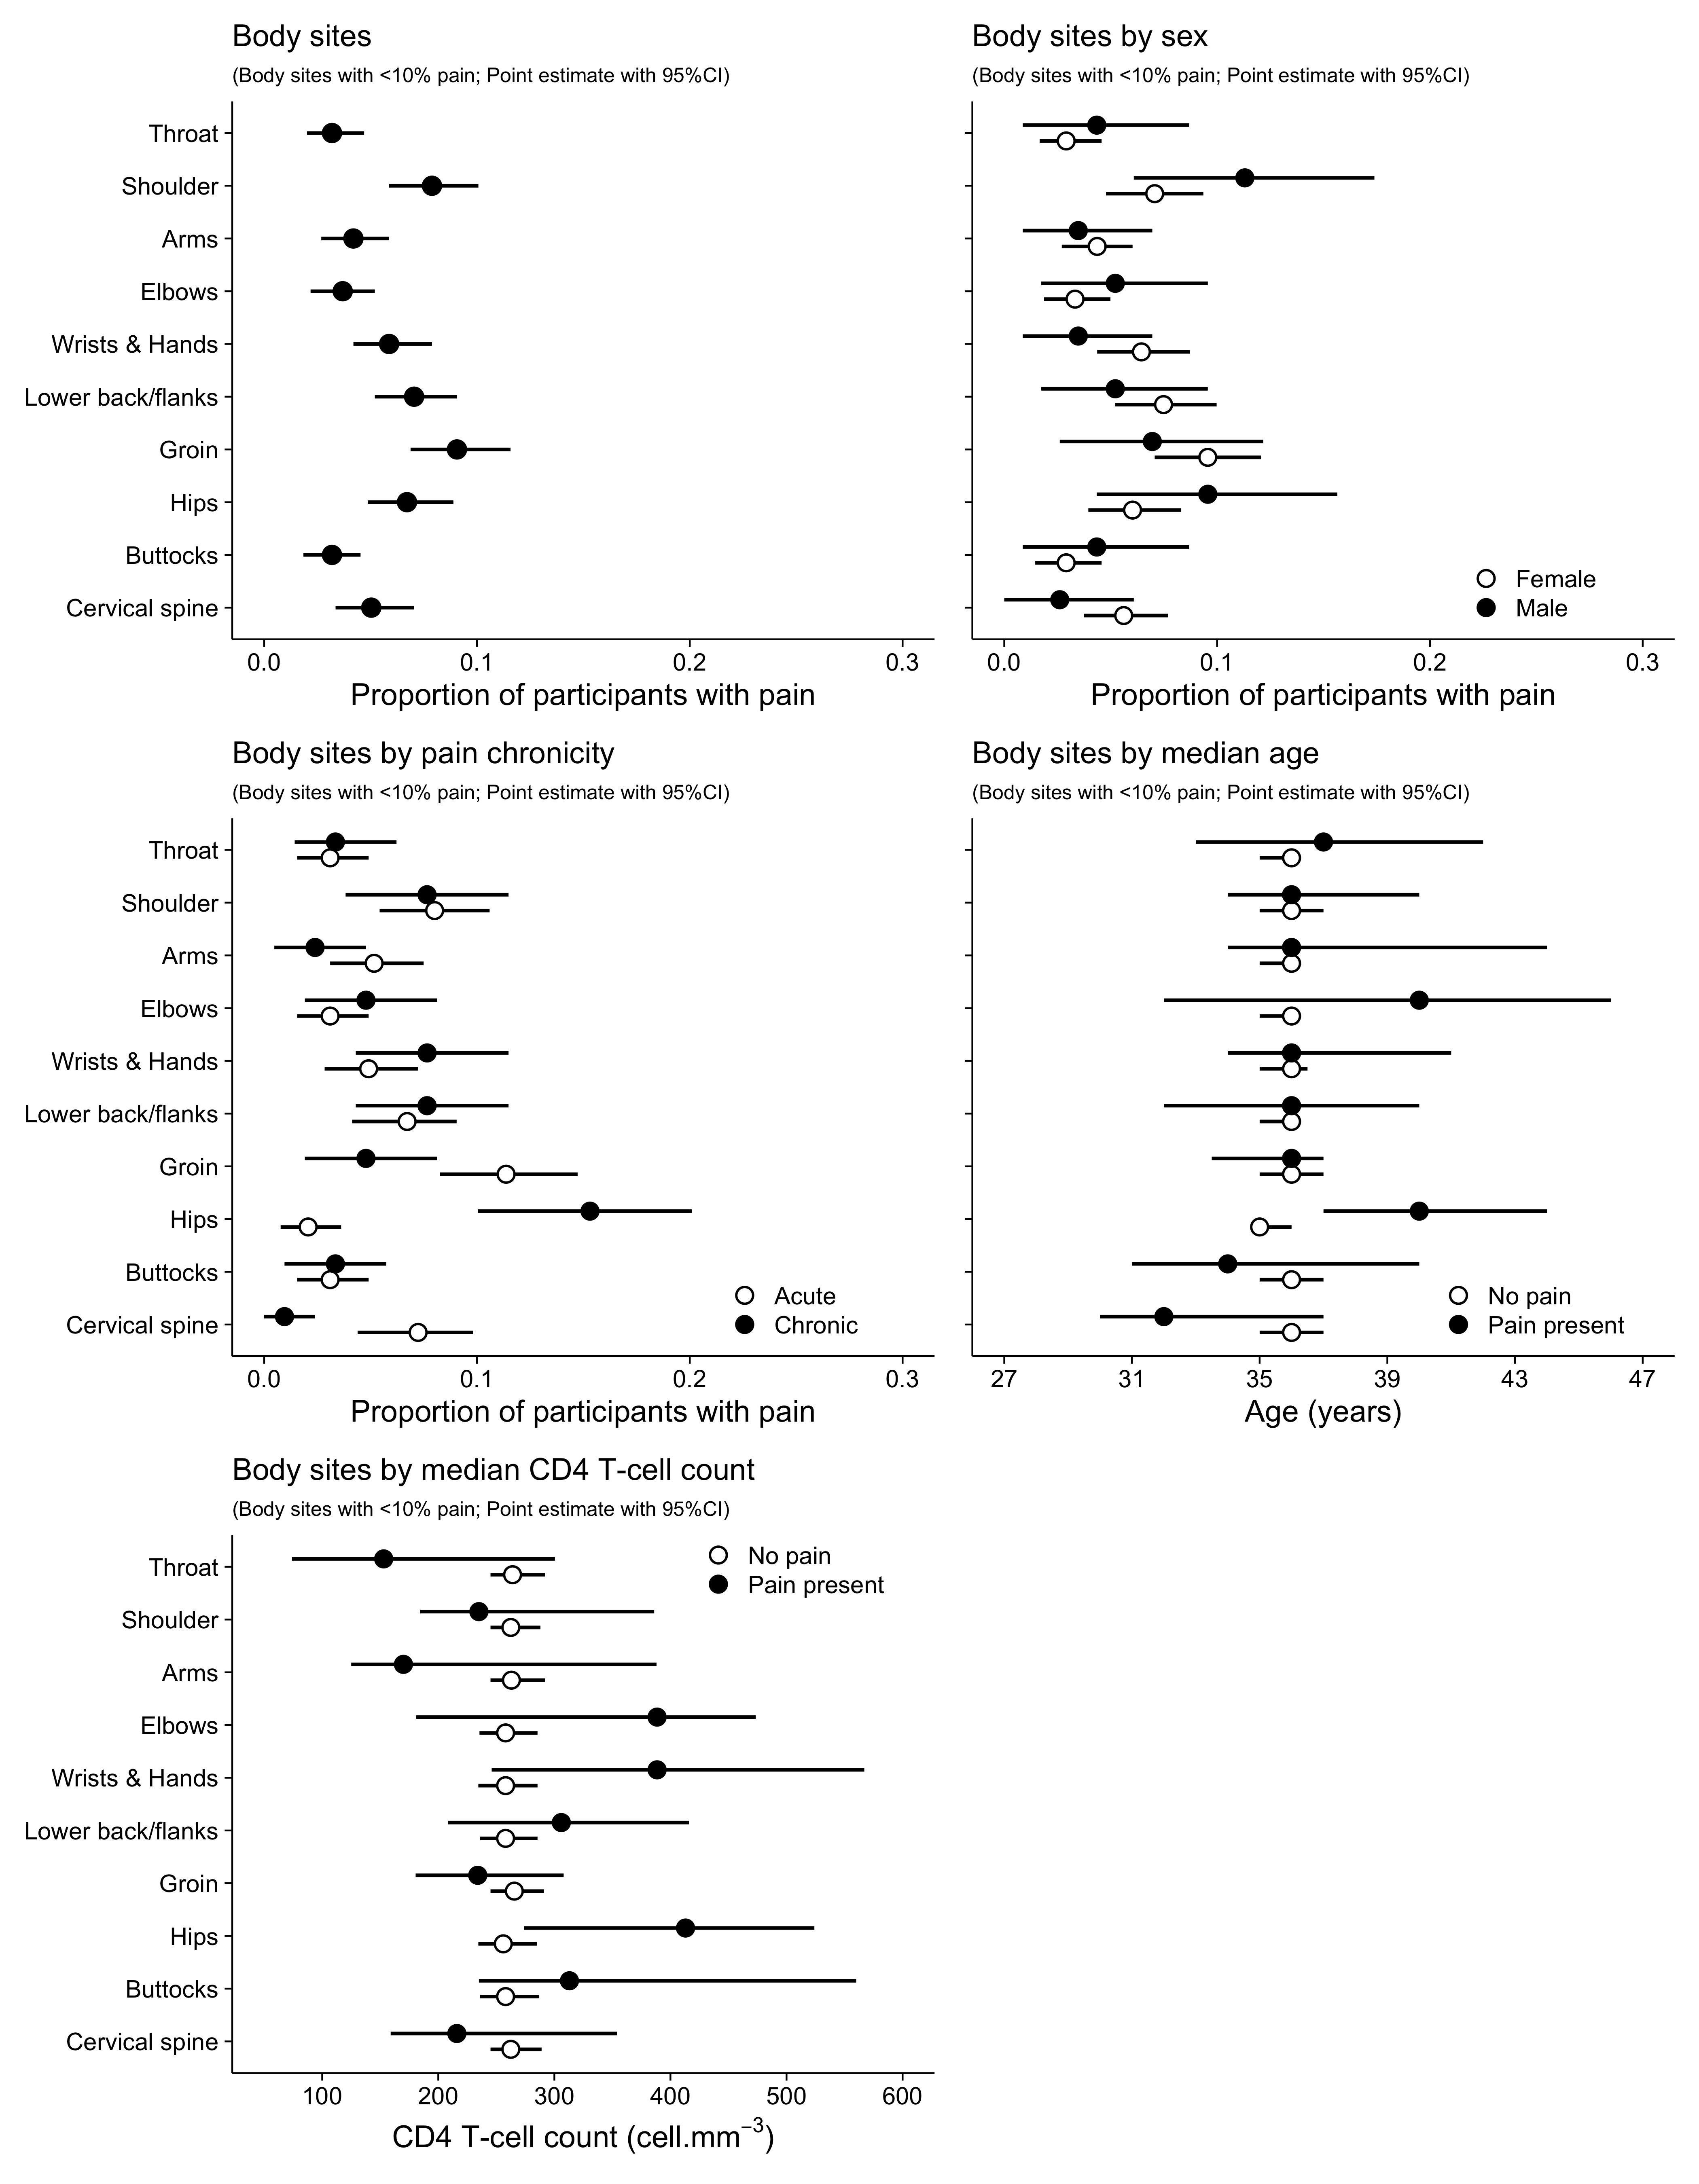 Body sites
(Body sites with <10% pain; Point estimate with 95%CI)
Throat
Shoulder
Arms
Elbows
Wrists & Hands
Lower back/flanks
Groin
Hips
Buttocks
Cervical spine
0.0 0.1 0.2 0.3
Proportion of participants with pain
Body sites by sex
(Body sites with <10% pain; Point estimate with 95%CI)
Female
Male
0.0 0.1 0.2 0.3
Proportion of participants with pain
Body sites by pain chronicity
(Body sites with <10% pain; Point estimate with 95%CI)
Throat
Shoulder
Arms
Elbows
Wrists & Hands
Lower back/flanks
Groin
Hips
Buttocks
Cervical spine
Acute
Chronic
0.0 0.1 0.2 0.3
Proportion of participants with pain
Body sites by median age
(Body sites with <10% pain; Point estimate with 95%CI)
No pain
Pain present
27 31 35 39 43 47
Age (years)
Body sites by median CD4 T-cell count
(Body sites with <10% pain; Point estimate with 95%CI)
No pain
Pain present
Throat
Shoulder
Arms
Elbows
Wrists & Hands
Lower back/flanks
Groin
Hips
Buttocks
Cervical spine
100 200 300 400 500 600
CD4 T-cell count (cell.mm⁻³)